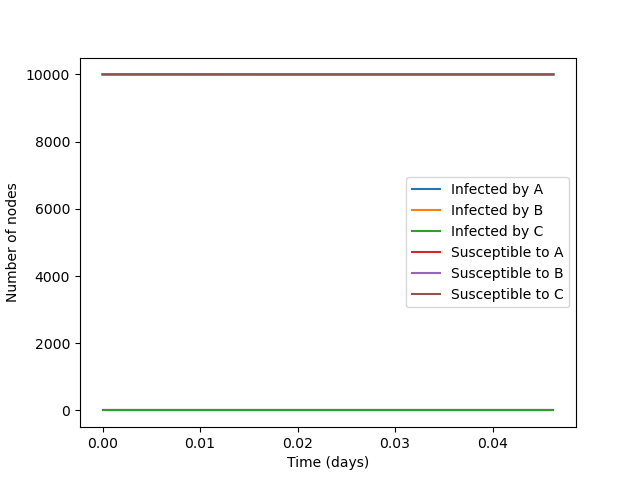 10000
8000
6000
4000
2000
0
Number of nodes
Infected by A
Infected by B
Infected by C
Susceptible to A
Susceptible to B
Susceptible to C
0.00 0.01 0.02 0.03 0.04
Time (days)